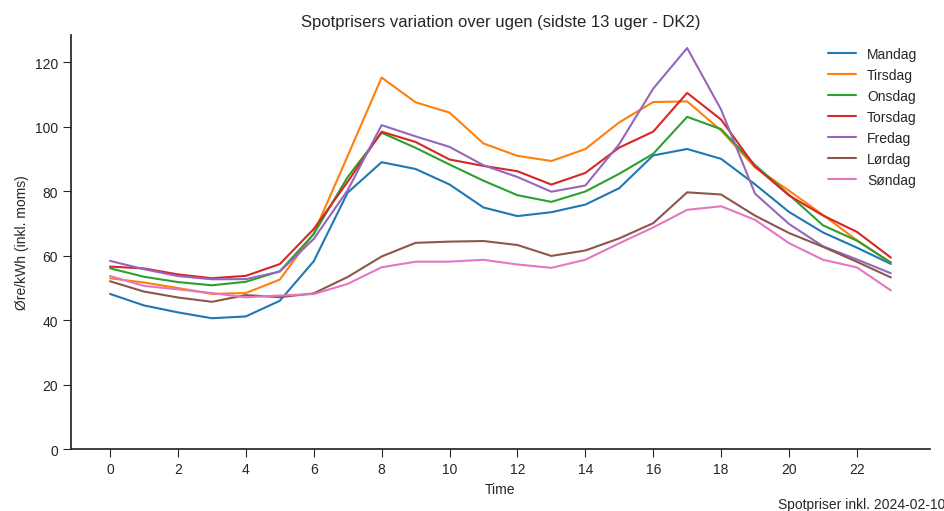 Spotprisers variation over ugen (sidste 13 uger - DK2)
Øre/kWh (inkl. moms)
120
100
80
60
40
20
0
Mandag
Tirsdag
Onsdag
Torsdag
Fredag
Lørdag
Søndag
0 2 4 6 8 10 12 14 16 18 20 22
Time
Spotpriser inkl. 2024-02-10